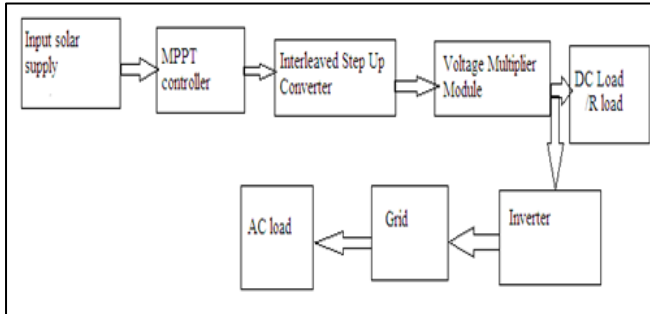 Input solar
supply
MPPT
controller
Interleaved Step Up
Converter
Voltage Multiplier
Module
DC Load
/R load
AC load
Grid
Inverter